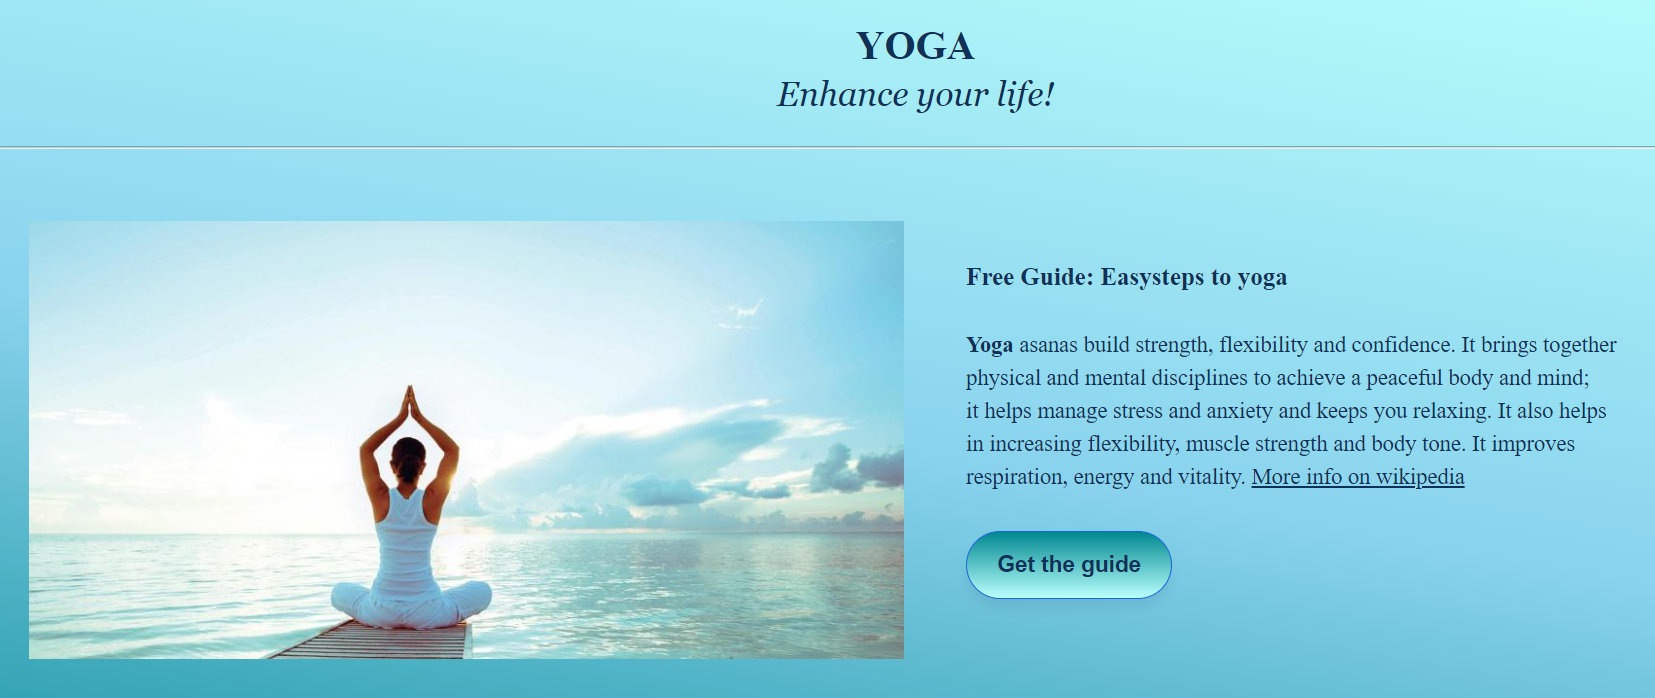 YOGA
Enhance your life!
Free Guide: Easysteps to yoga
Yoga asanas build strength, flexibility and confidence. It brings together
physical and mental disciplines to achieve a peaceful body and mind;
it helps manage stress and anxiety and keeps you relaxing. It also helps
in increasing flexibility, muscle strength and body tone. It improves
respiration, energy and vitality. More info on wikipedia
Get the guide